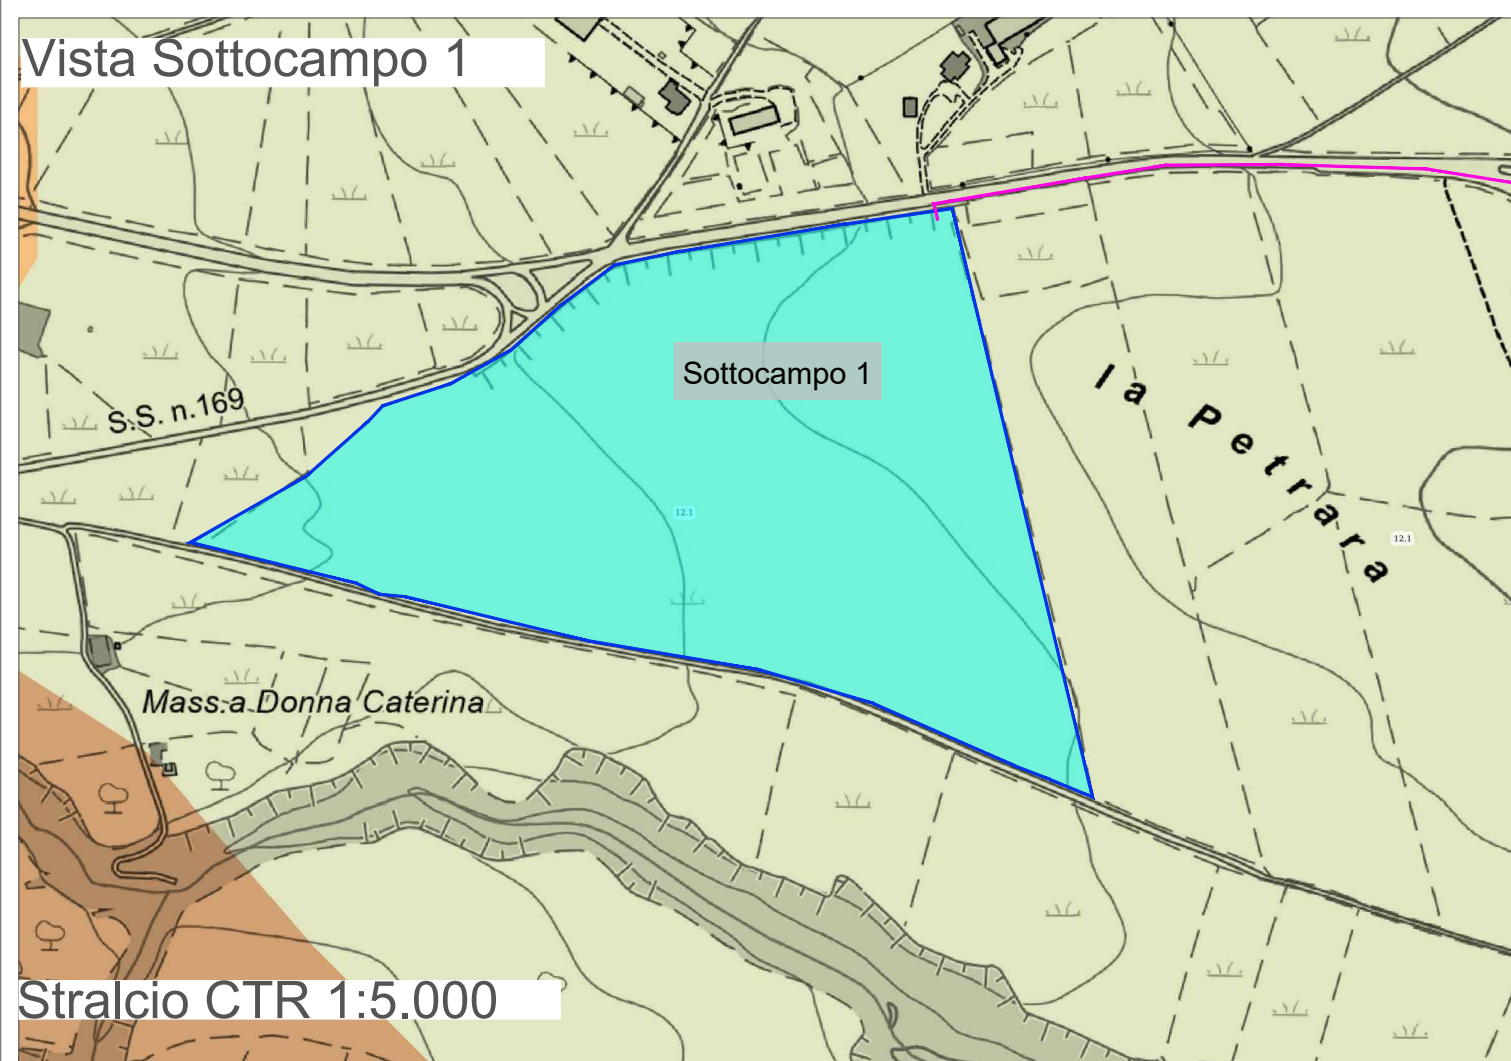 Vista Sottocampo 1
Sottocampo 1
S.S. n.169
la Petrara
12.1
12.1
Mass.a Donna Caterina
Stralcio CTR 1:5.000